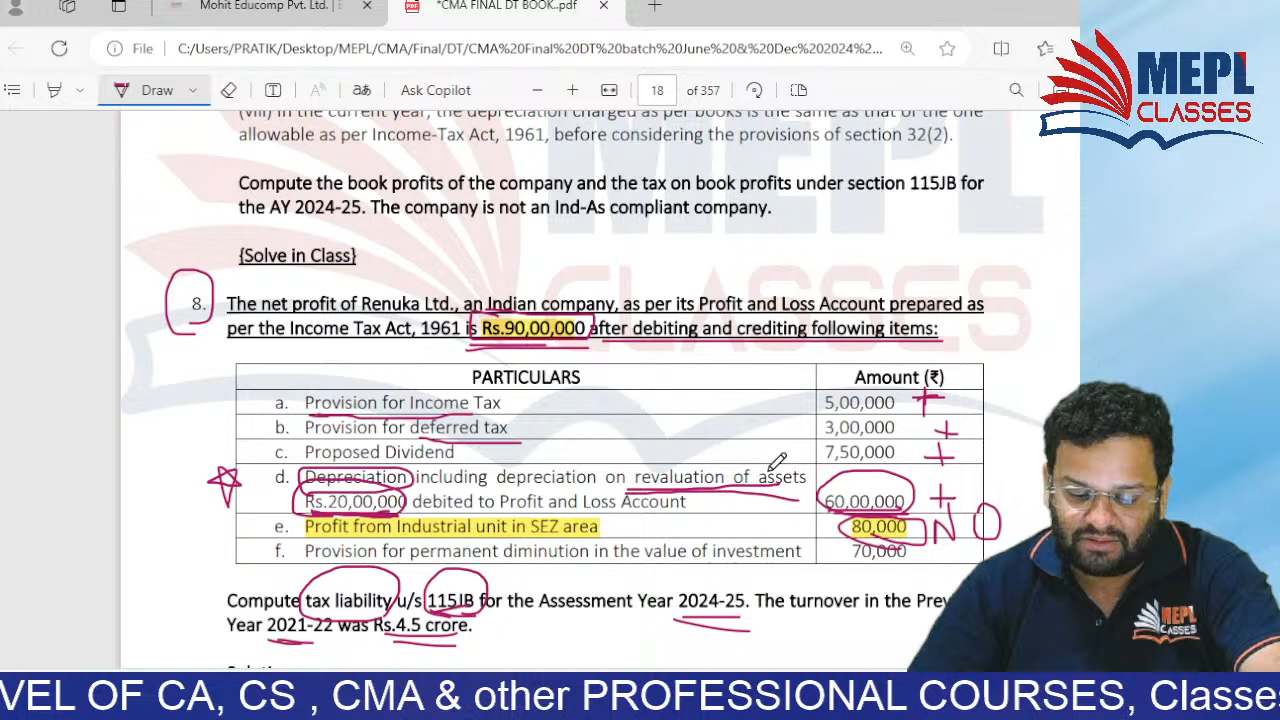 Mohit Educomp Pvt. Ltd. | E
*CMA FINAL DT BOOK..pdf
File
C:/Users/PRATIK/Desktop/MEPL/CMA/Final/DT/CMA%20Final%20DT%20batch%20June%20&%20Dec%202024%2...
Draw
Ask Copilot
18
of 357
MEPL
CLASSES
(VIII) in the current year, the depreciation charged as per books is the same as that of the one
allowable as per Income-Tax Act, 1961, before considering the provisions of section 32(2).
Compute the book profits of the company and the tax on book profits under section 115JB for
the AY 2024-25. The company is not an Ind-As compliant company.
{Solve in Class}
8. The net profit of Renuka Ltd., an Indian company, as per its Profit and Loss Account prepared as
per the Income Tax Act, 1961 is Rs.90,00,000 after debiting and crediting following items:
PARTICULARS Amount (₹)
a. Provision for Income Tax 5,00,000 +
b. Provision for deferred tax 3,00,000 +
c. Proposed Dividend 7,50,000 +
d. Depreciation including depreciation on revaluation of assets
Rs.20,00,000 debited to Profit and Loss Account 60,00,000 +
e. Profit from Industrial unit in SEZ area 80,000 NO
f. Provision for permanent diminution in the value of investment 70,000
Compute tax liability u/s 115JB for the Assessment Year 2024-25. The turnover in the Prev
Year 2021-22 was Rs.4.5 crore.
MEPL
CLASSES
MEPL
CLASSES
VEL OF CA, CS , CMA & other PROFESSIONAL COURSES, Classes